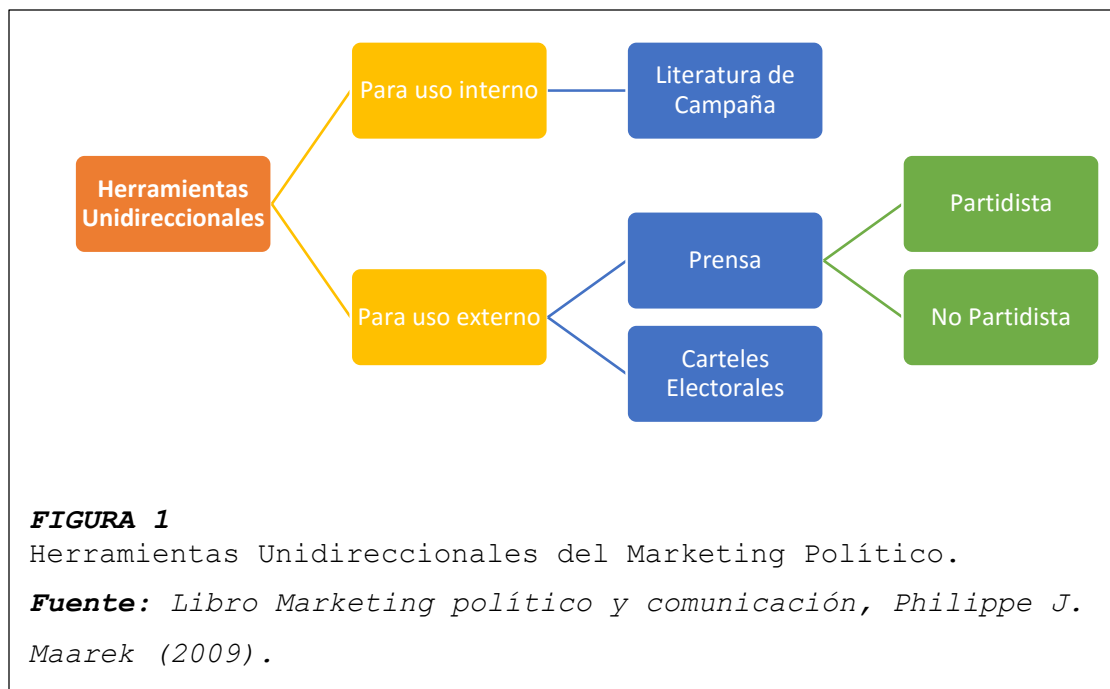 Herramientas
Unidireccionales
Para uso interno
Literatura de
Campaña
Para uso externo
Prensa
Partidista
No Partidista
Carteles
Electorales
FIGURA 1
Herramientas Unidireccionales del Marketing Político.
Fuente: Libro Marketing político y comunicación, Philippe J.
Maarek (2009).